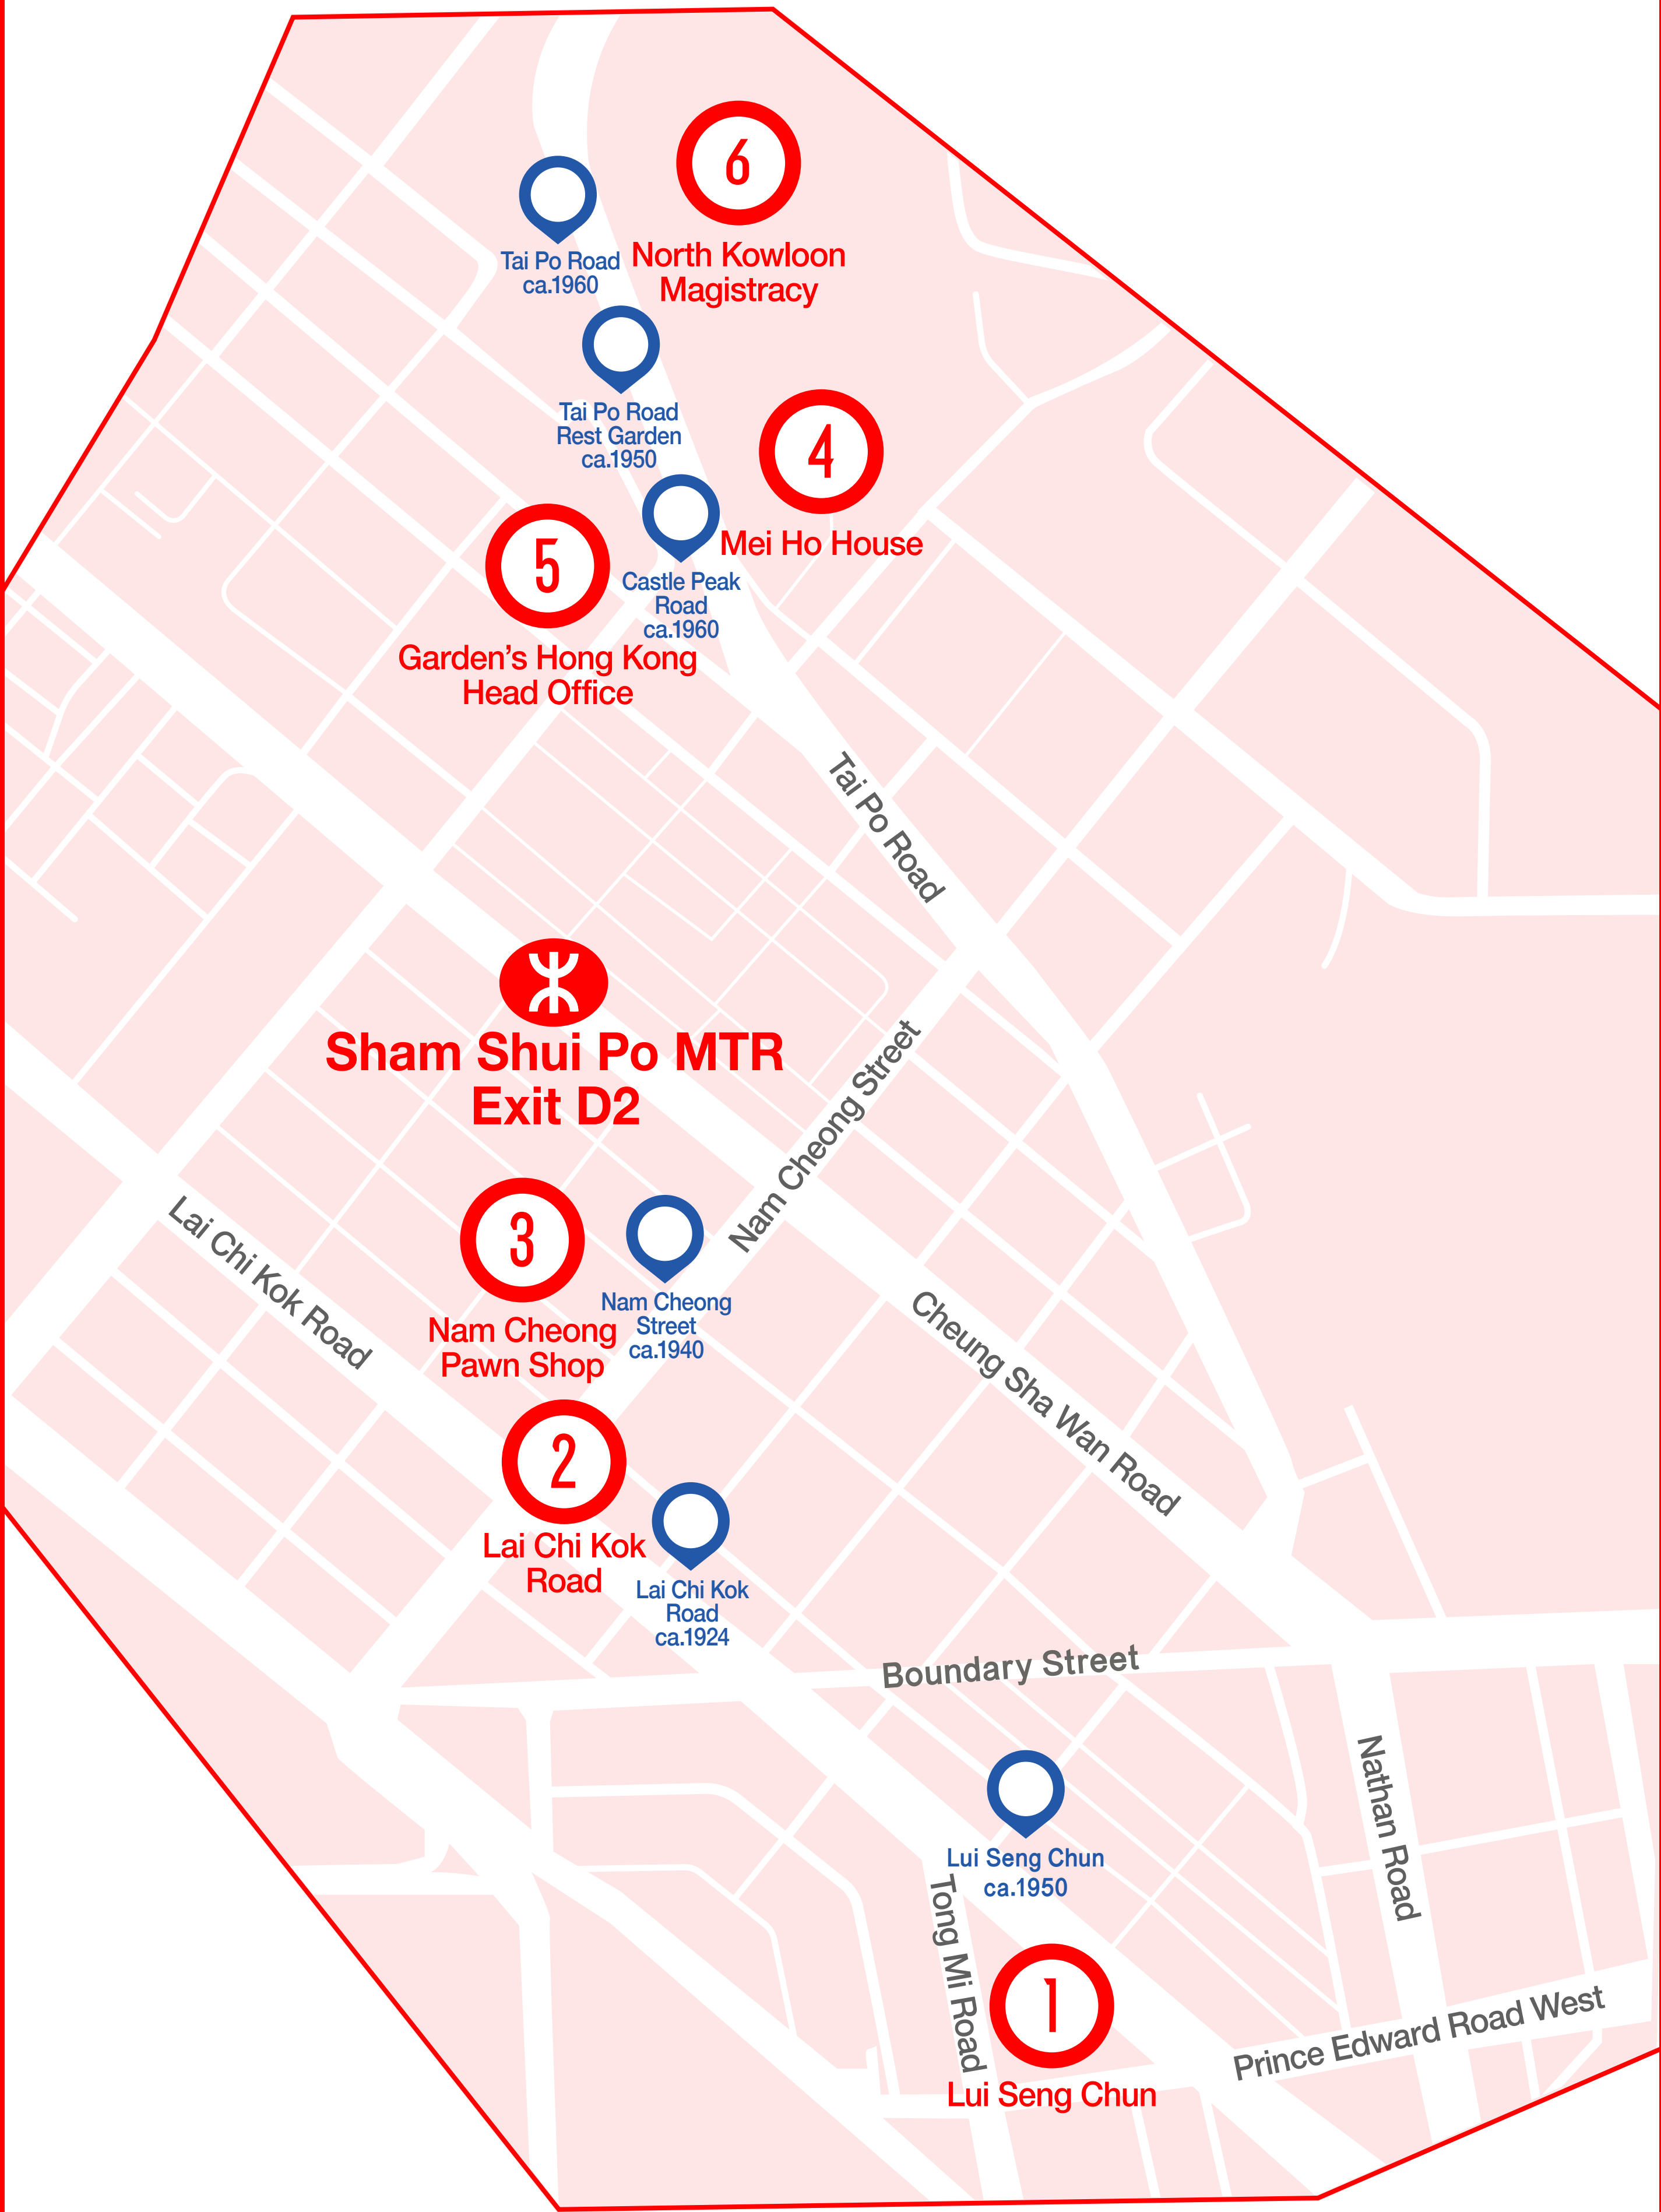 6
North Kowloon
Magistracy
Tai Po Road
ca.1960
Tai Po Road
Rest Garden
ca.1950
4
Mei Ho House
5
Garden’s Hong Kong
Head Office
Castle Peak
Road
ca.1960
Tai Po Road
Sham Shui Po MTR
Exit D2
Nam Cheong Street
3
Nam Cheong
Pawn Shop
Nam Cheong
Street
ca.1940
Lai Chi Kok Road
Cheung Sha Wan Road
2
Lai Chi Kok
Road
Lai Chi Kok
Road
ca.1924
Boundary Street
Nathan Road
Lui Seng Chun
ca.1950
Tong Mi Road
1
Lui Seng Chun
Prince Edward Road West